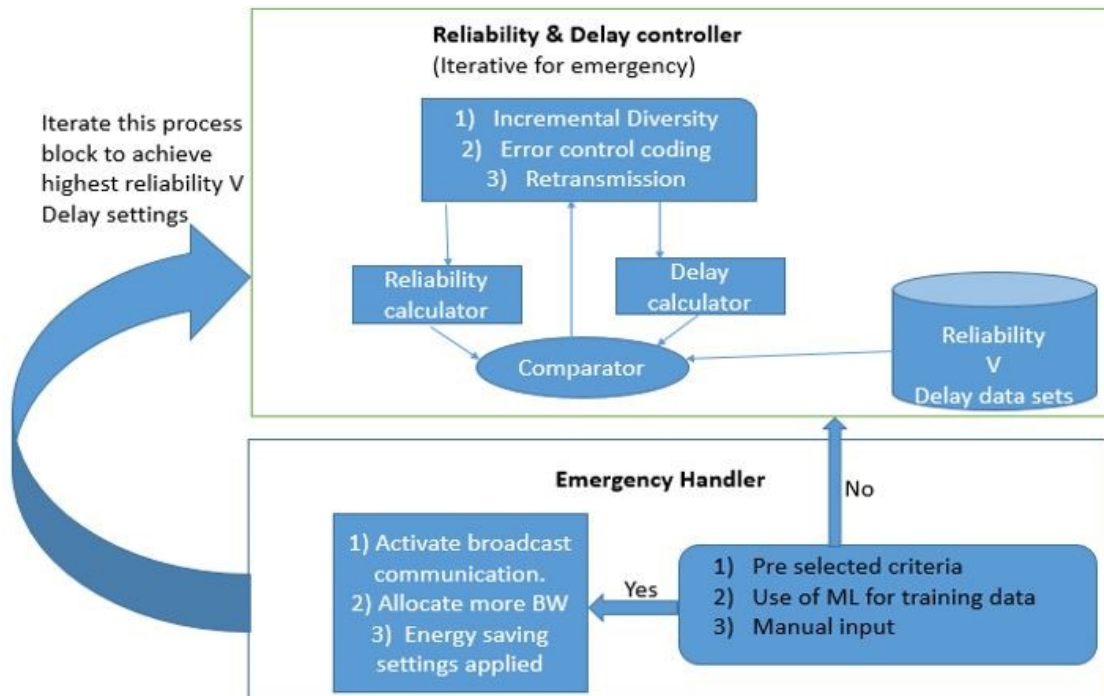 Reliability & Delay controller
(Iterative for emergency)
Iterate this process
block to achieve
highest reliability V
Delay settings
1) Incremental Diversity
2) Error control coding
3) Retransmission
Reliability
calculator
Delay
calculator
Comparator
Reliability
V
Delay data sets
Emergency Handler
No
1) Activate broadcast
communication.
2) Allocate more BW
3) Energy saving
settings applied
Yes
1) Pre selected criteria
2) Use of ML for training data
3) Manual input